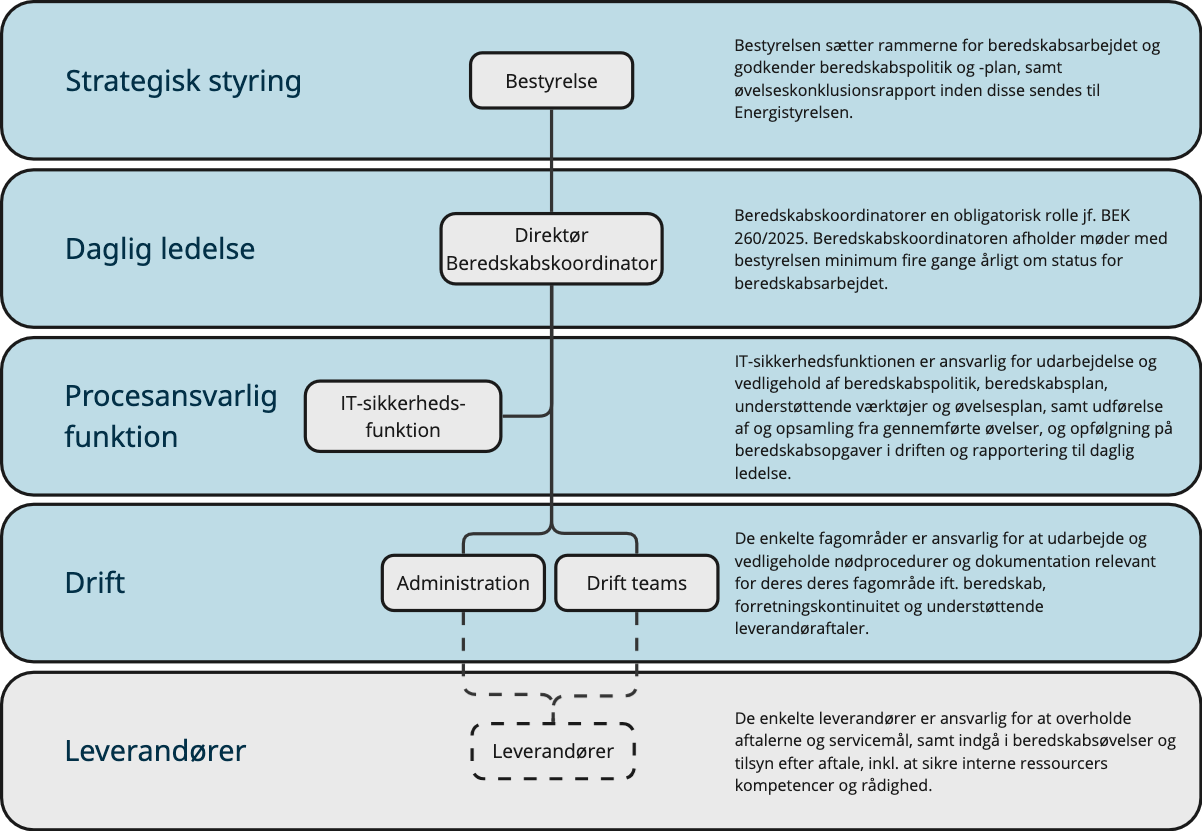 Strategisk styring
Bestyrelse
Bestyrelsen sætter rammerne for beredskabsarbejdet og
godkender beredskabspolitik og -plan, samt
øvelseskonklusionsrapport inden disse sendes til
Energistyrelsen.
Daglig ledelse
Direktør
Beredskabskoordinator
Beredskabskoordinatorer en obligatorisk rolle jf. BEK
260/2025. Beredskabskoordinatoren afholder møder med
bestyrelsen minimum fire gange årligt om status for
beredskabsarbejdet.
Procesansvarlig
funktion
IT-sikkerheds-
funktion
IT-sikkerhedsfunktionen er ansvarlig for udarbejdelse og
vedligehold af beredskabspolitik, beredskabsplan,
understøttende værktøjer og øvelsesplan, samt udførelse
af og opsamling fra gennemførte øvelser, og opfølgning på
beredskabsopgaver i driften og rapportering til daglig
ledelse.
Drift
Administration
Drift teams
De enkelte fagområder er ansvarlig for at udarbejde og
vedligeholde nødprocedurer og dokumentation relevant
for deres deres fagområde ift. beredskab,
forretningskontinuitet og understøttende
leverandøraftaler.
Leverandører
Leverandører
De enkelte leverandører er ansvarlig for at overholde
aftalerne og servicemål, samt indgå i beredskabsøvelser og
tilsyn efter aftale, inkl. at sikre interne ressourcers
kompetencer og rådighed.